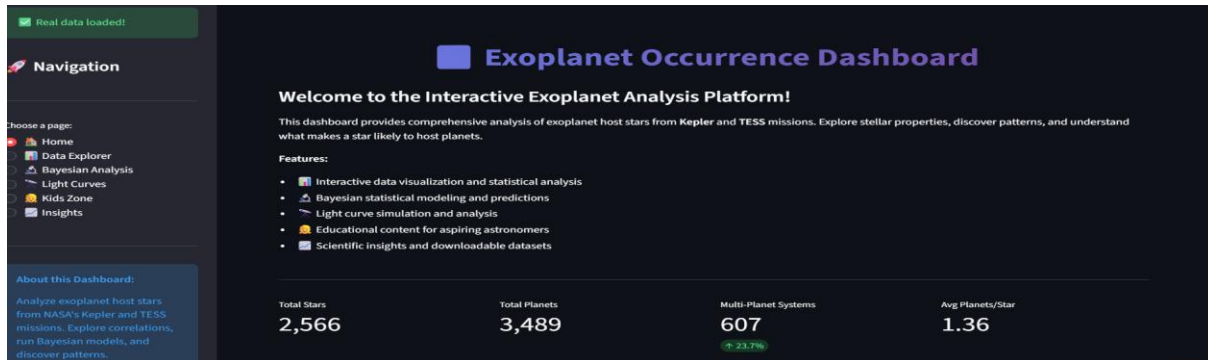 Real data loaded!
Navigation
Choose a page:
Home
Data Explorer
Bayesian Analysis
Light Curves
Kids Zone
Insights
About this Dashboard:
Analyze exoplanet host stars
from NASA's Kepler and TESS
missions. Explore correlations,
run Bayesian models, and
discover patterns.
Exoplanet Occurrence Dashboard
Welcome to the Interactive Exoplanet Analysis Platform!
This dashboard provides comprehensive analysis of exoplanet host stars from Kepler and TESS missions. Explore stellar properties, discover patterns, and understand
what makes a star likely to host planets.
Features:
• Interactive data visualization and statistical analysis
• Bayesian statistical modeling and predictions
• Light curve simulation and analysis
• Educational content for aspiring astronomers
• Scientific insights and downloadable datasets
Total Stars Total Planets Multi-Planet Systems Avg Planets/Star
2,566 3,489 607 1.36
↑ 23.7%